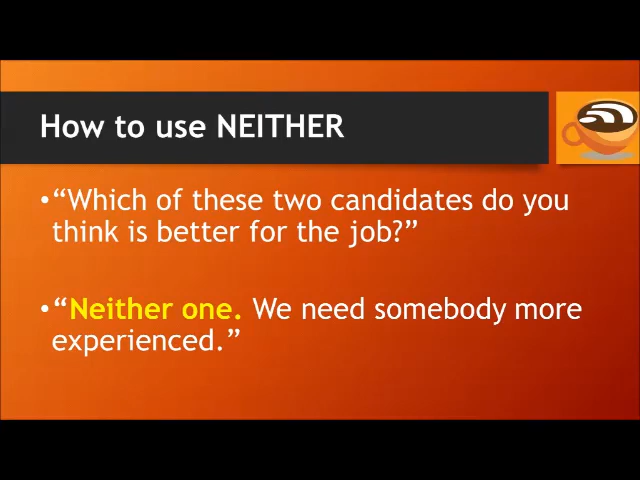 How to use NEITHER
•“Which of these two candidates do you
think is better for the job?”
•“Neither one. We need somebody more
experienced.”